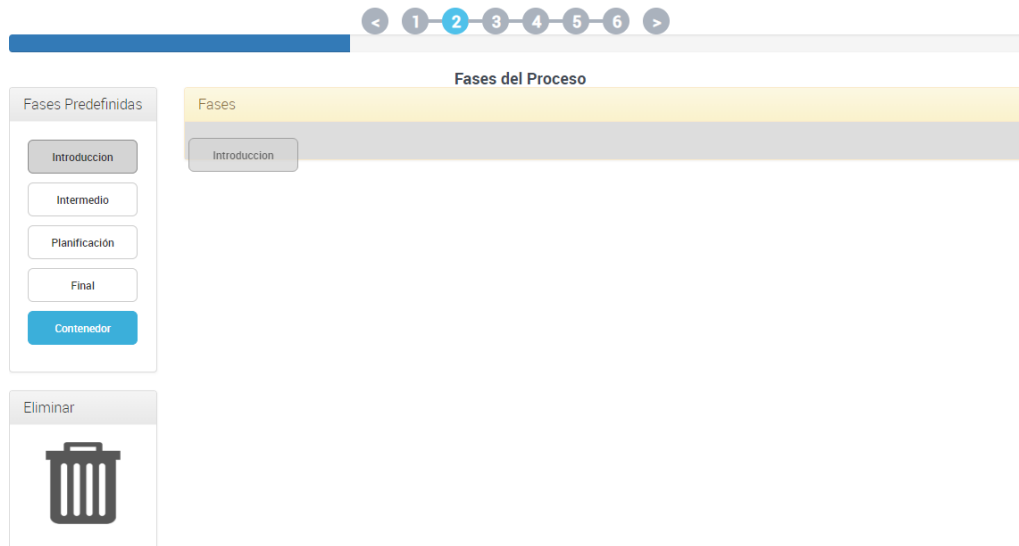 < 1 2 3 4 5 6 >
Fases del Proceso
Fases Predefinidas
Introduccion
Intermedio
Planificación
Final
Contenedor
Fases
Introduccion
Eliminar